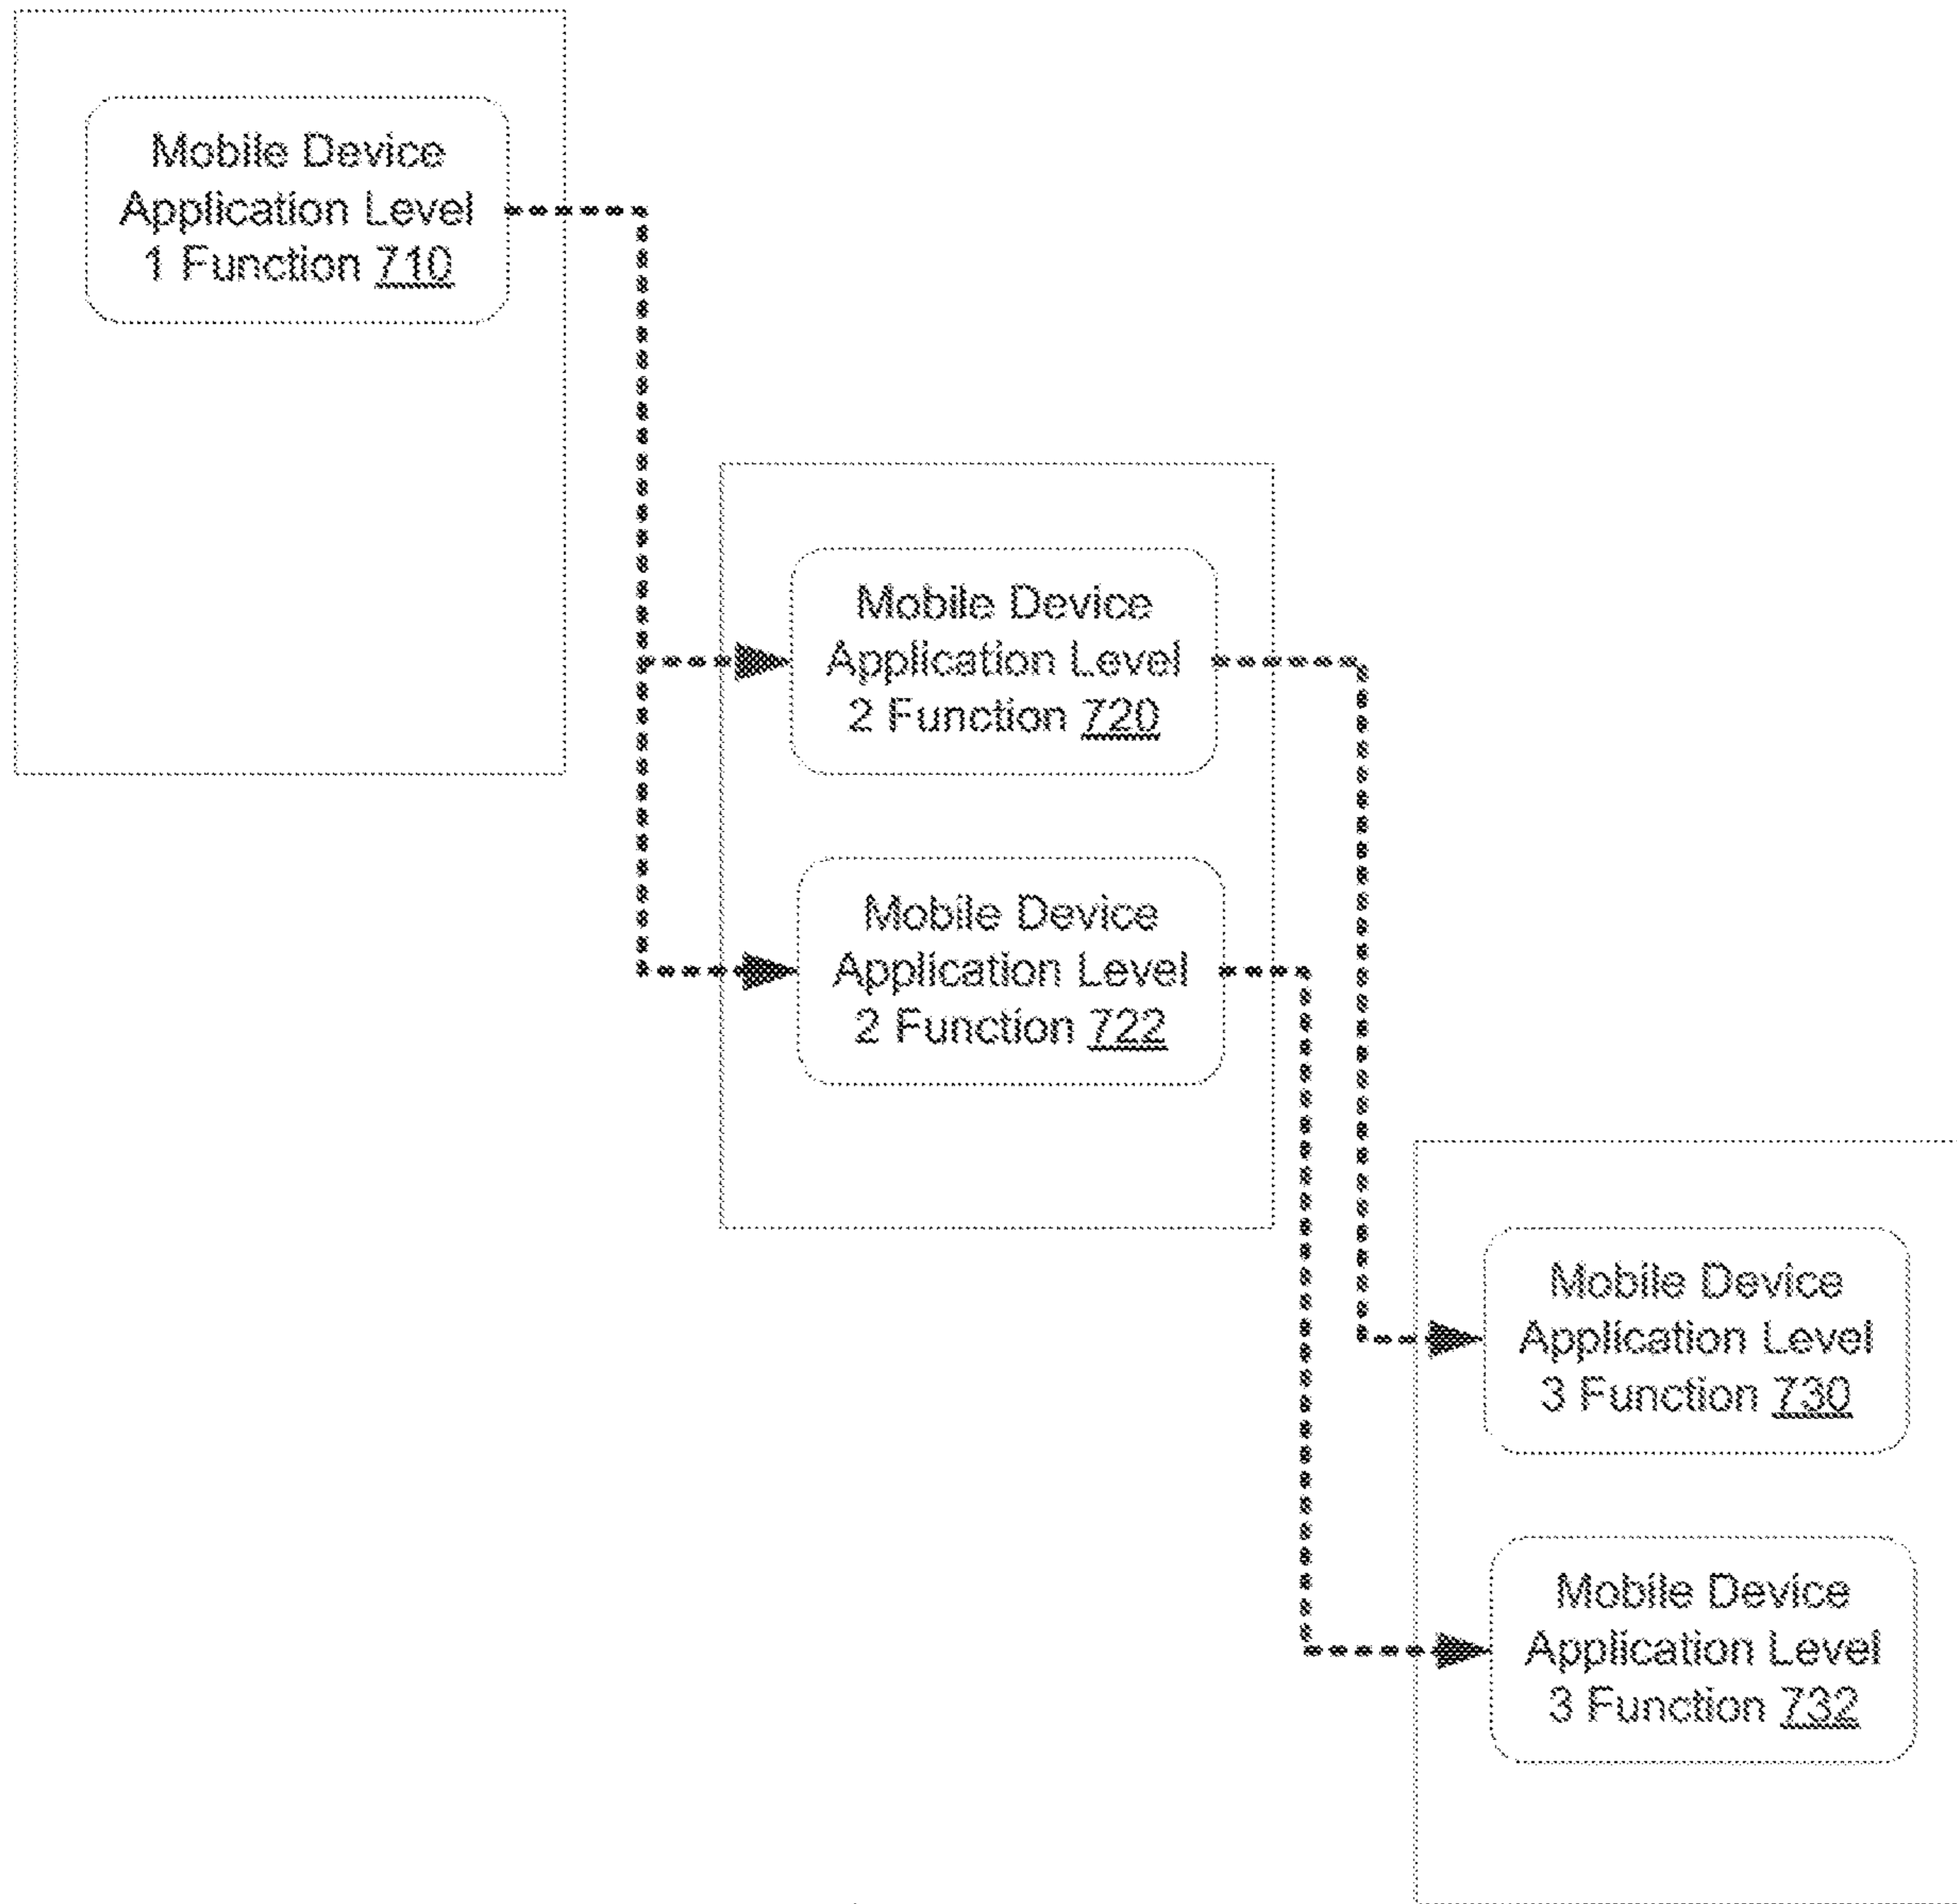 Mobile Device
Application Level
1 Function 710
Mobile Device
Application Level
2 Function 720
Mobile Device
Application Level
2 Function 722
Mobile Device
Application Level
3 Function 730
Mobile Device
Application Level
3 Function 732